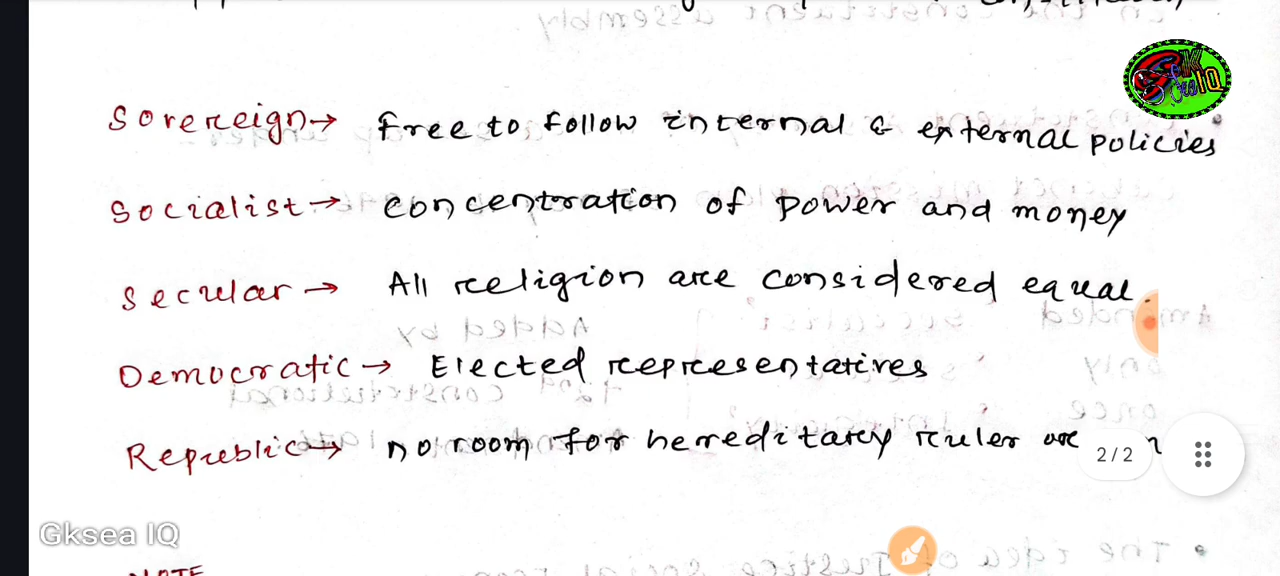 Sovereign → Free to follow internal & external policies
Socialist → concentration of power and money
Secular → All religion are considered equal.
Democratic → Elected representatives
Republic → no room for hereditary ruler
2/2
Gksea IQ
NOTE